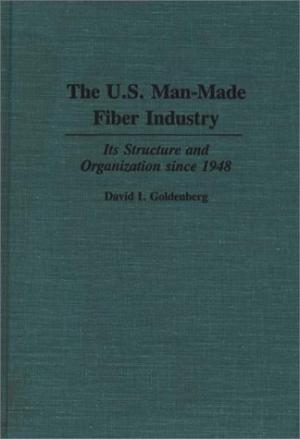 The U.S. Man-Made
Fiber Industry
Its Structure and
Organization since 1948
David I. Goldenberg